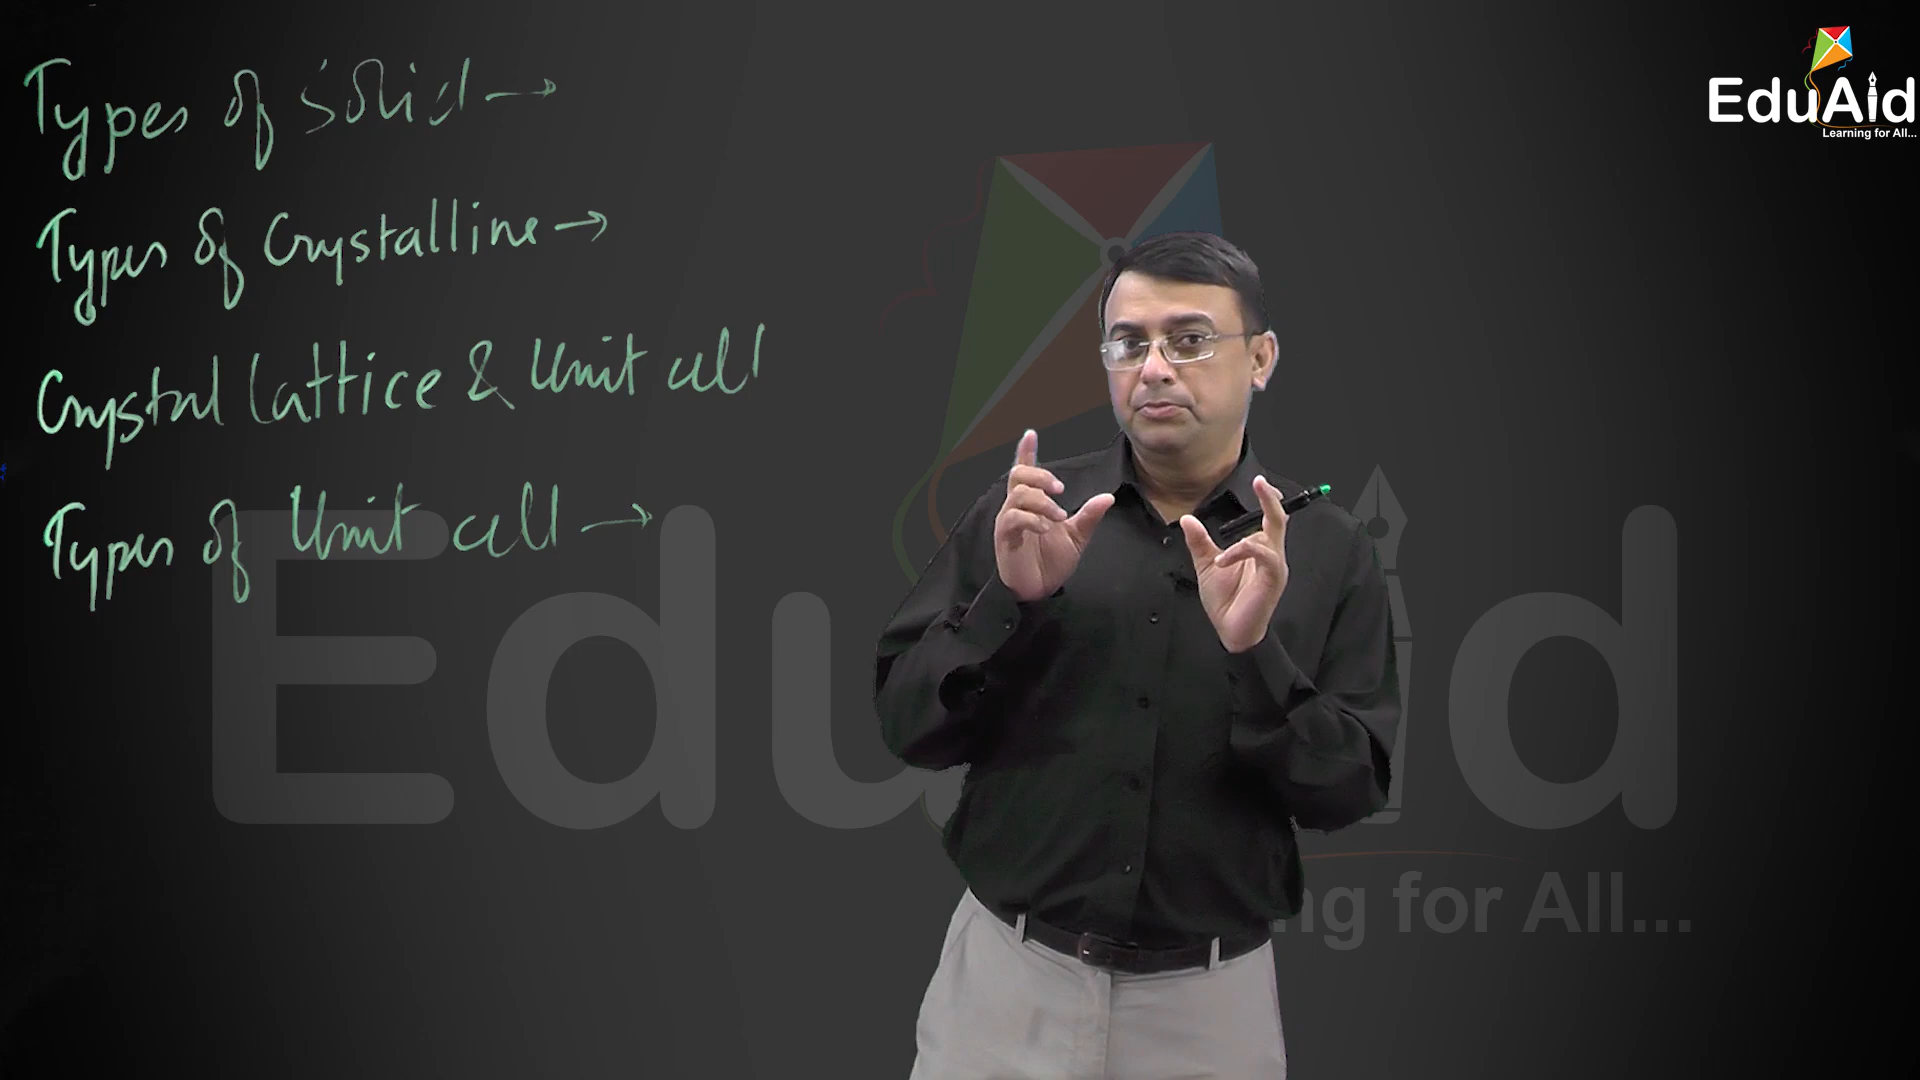 Types of Solid →
Types of Crystalline →
Crystal lattice & Unit cell
Types of Unit cell →
EduAid
Learning for All...
EduAid
ng for All...